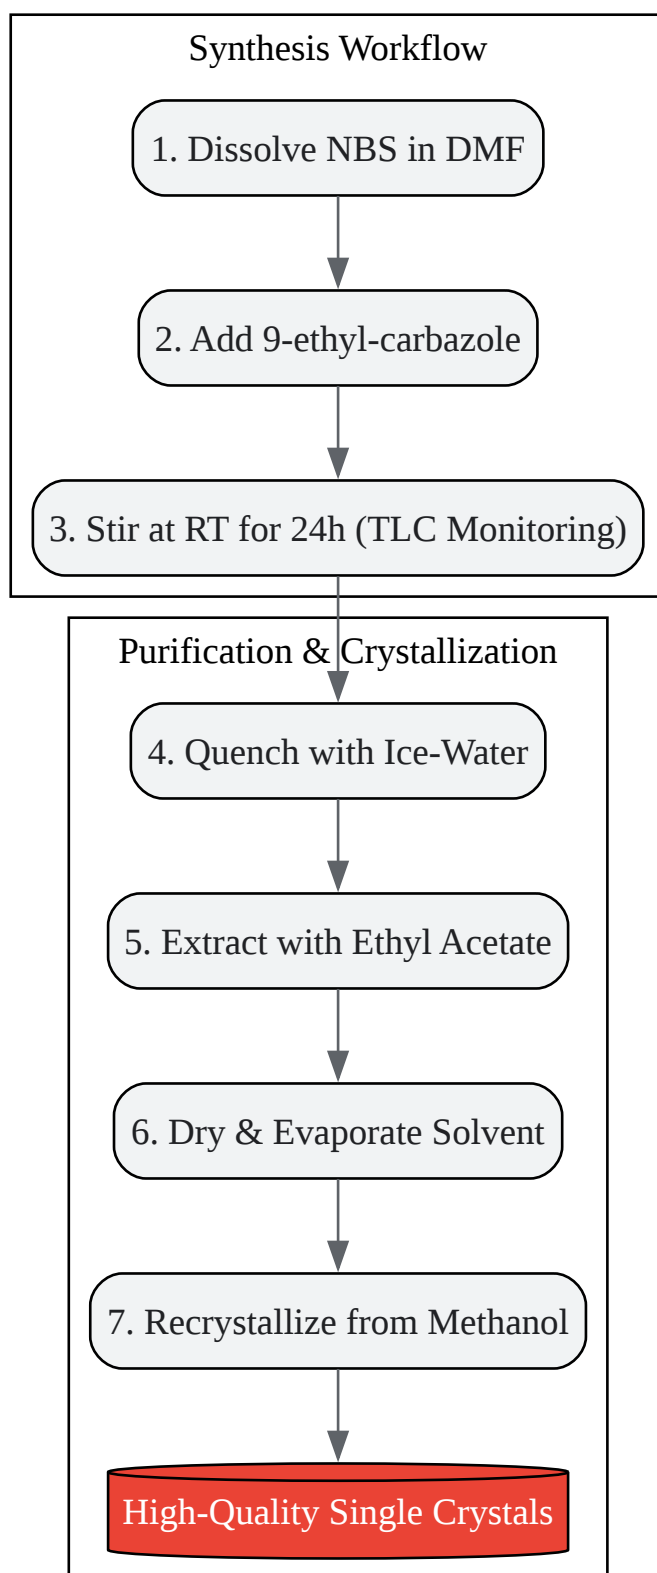 Synthesis Workflow
1. Dissolve NBS in DMF
2. Add 9-ethyl-carbazole
3. Stir at RT for 24h (TLC Monitoring)
Purification & Crystallization
4. Quench with Ice-Water
5. Extract with Ethyl Acetate
6. Dry & Evaporate Solvent
7. Recrystallize from Methanol
High-Quality Single Crystals